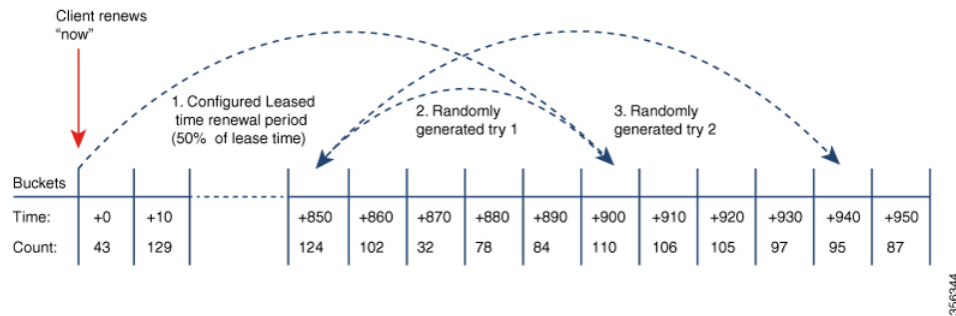 Client renews
“now”
1. Configured Leased
time renewal period
(50% of lease time)
2. Randomly
generated try 1
3. Randomly
generated try 2
Buckets
Time: +0 +10 +850 +860 +870 +880 +890 +900 +910 +920 +930 +940 +950
Count: 43 129 124 102 32 78 84 110 106 105 97 95 87
356344